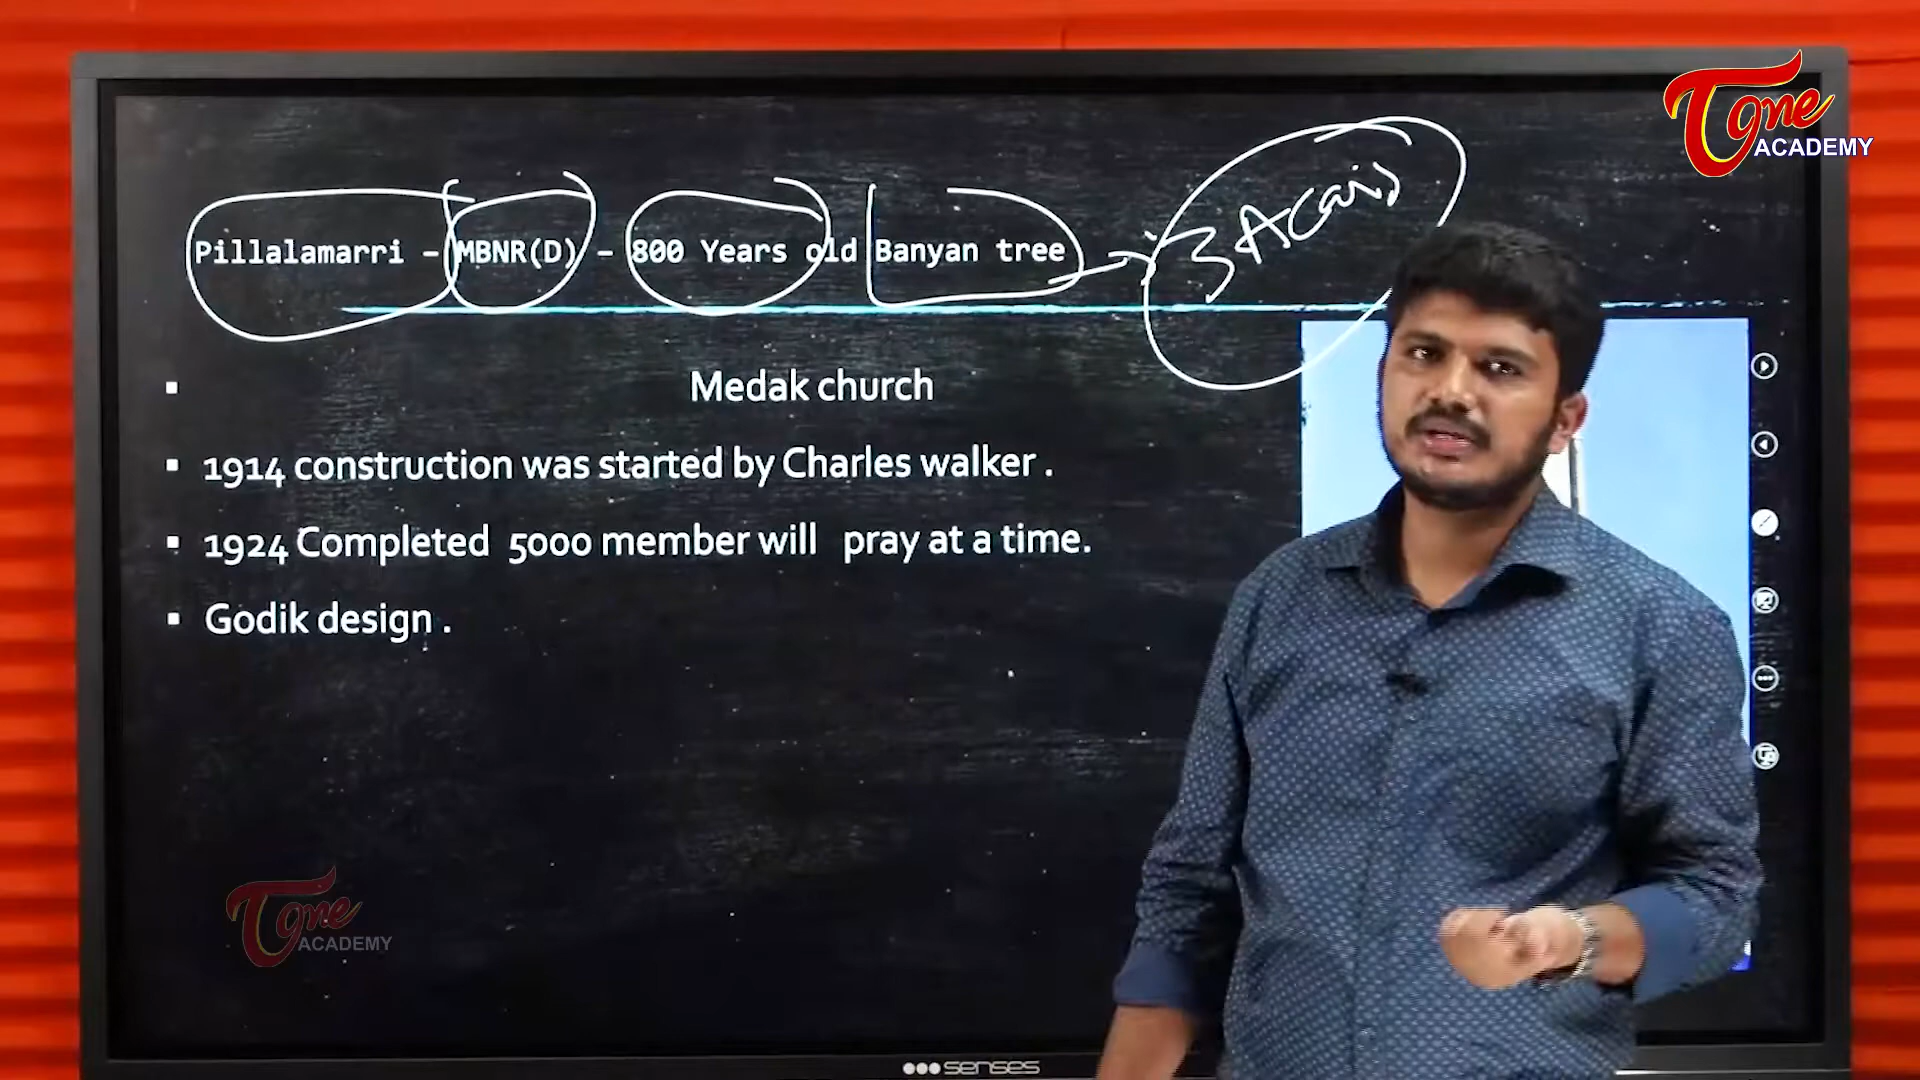 Tone
ACADEMY
3 Acars
Pillalamarri – MBNR(D) – 800 Years old Banyan tree
Medak church
1914 construction was started by Charles walker .
1924 Completed 5000 member will pray at a time.
Godik design .
Tone
ACADEMY
senses